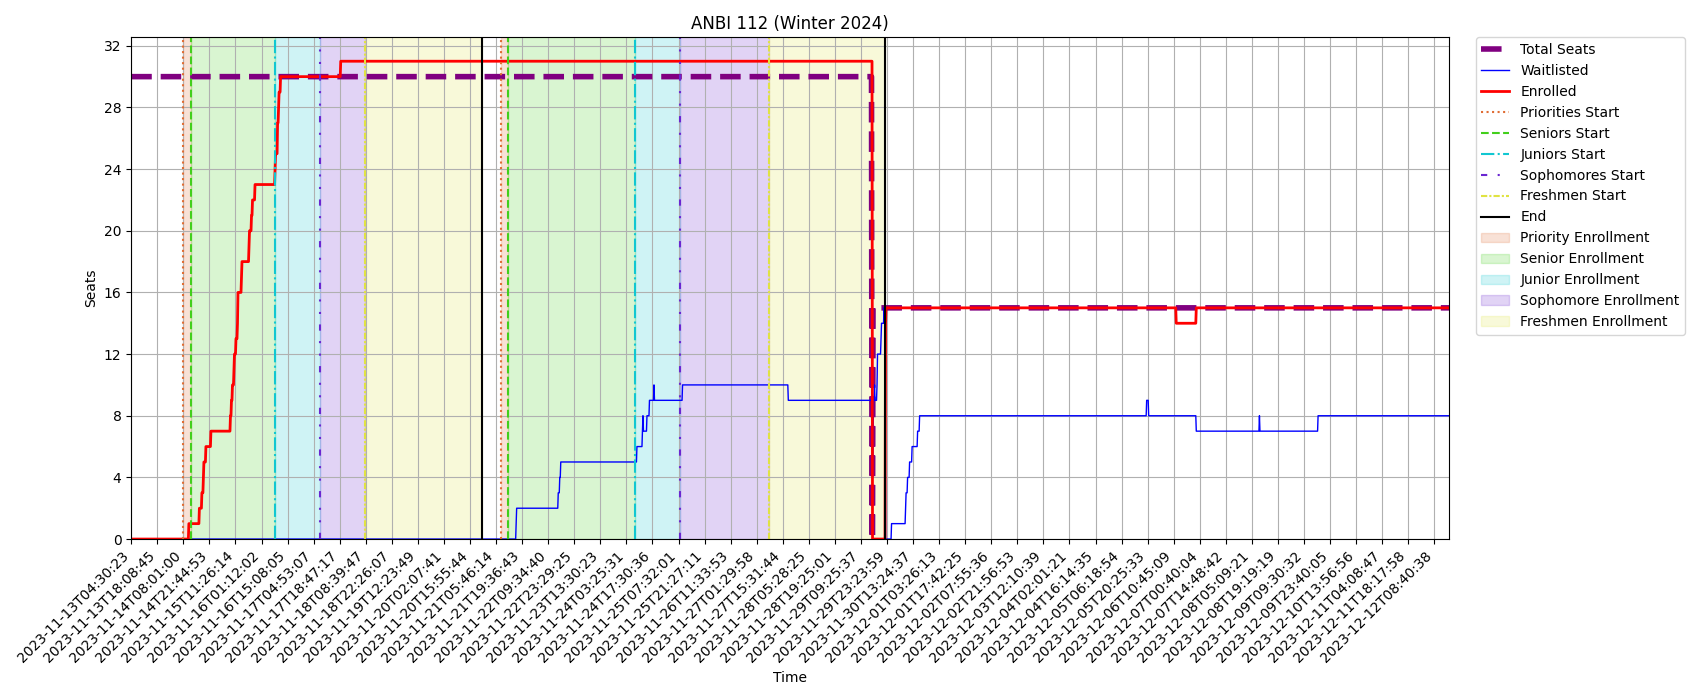 ANBI 112 (Winter 2024)
32
28
24
20
16
12
8
4
0
Seats
2023-11-13T04:30:23
2023-11-13T18:08:45
2023-11-14T08:01:00
2023-11-14T21:44:53
2023-11-15T11:26:14
2023-11-16T01:12:02
2023-11-16T15:08:05
2023-11-17T04:53:07
2023-11-17T18:47:17
2023-11-18T08:39:47
2023-11-18T22:26:07
2023-11-19T12:23:49
2023-11-20T02:07:41
2023-11-20T15:55:44
2023-11-21T05:46:14
2023-11-21T19:36:43
2023-11-22T09:34:40
2023-11-22T23:29:25
2023-11-23T13:30:23
2023-11-24T03:25:31
2023-11-24T17:30:36
2023-11-25T07:32:01
2023-11-25T21:27:11
2023-11-26T11:33:53
2023-11-27T01:29:58
2023-11-27T15:31:44
2023-11-28T05:28:25
2023-11-28T19:25:01
2023-11-29T09:25:37
2023-11-29T23:23:59
2023-11-30T13:24:37
2023-12-01T03:26:13
2023-12-01T17:42:25
2023-12-02T07:55:36
2023-12-02T21:56:53
2023-12-03T12:10:39
2023-12-04T02:01:21
2023-12-04T16:14:35
2023-12-05T06:18:54
2023-12-05T20:25:33
2023-12-06T10:45:09
2023-12-07T00:40:04
2023-12-07T14:48:42
2023-12-08T05:09:21
2023-12-08T19:19:19
2023-12-09T09:30:32
2023-12-09T23:40:05
2023-12-10T13:56:56
2023-12-11T04:08:47
2023-12-11T18:17:58
2023-12-12T08:40:38
Time
Total Seats
Waitlisted
Enrolled
Priorities Start
Seniors Start
Juniors Start
Sophomores Start
Freshmen Start
End
Priority Enrollment
Senior Enrollment
Junior Enrollment
Sophomore Enrollment
Freshmen Enrollment